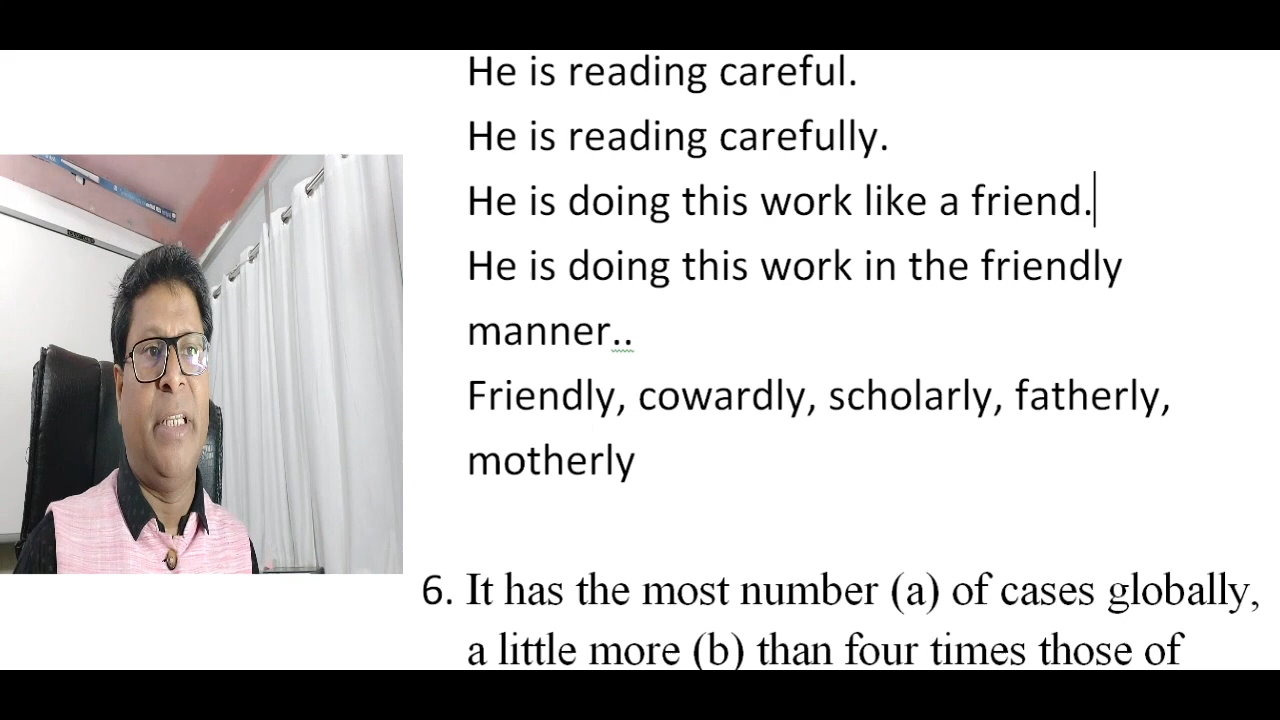 He is reading careful.
He is reading carefully.
He is doing this work like a friend.
He is doing this work in the friendly
manner..
Friendly, cowardly, scholarly, fatherly,
motherly
6. It has the most number (a) of cases globally,
a little more (b) than four times those of